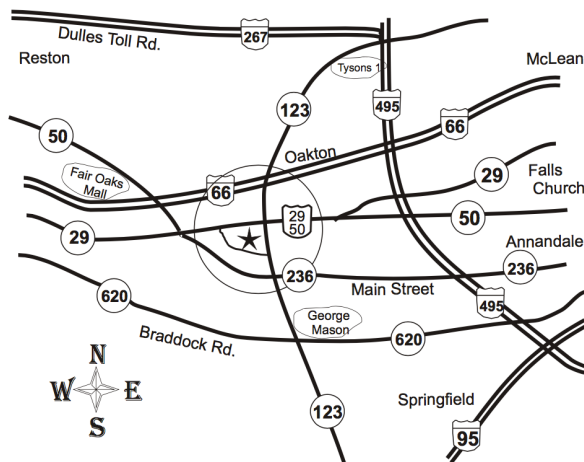 Dulles Toll Rd.
267
Reston
Tysons 1
McLean
123
495
50
66
Oakton
Fair Oaks
Mall
66
29
Falls
Church
29
50
50
29
Annandale
236
236
Main Street
620
495
George
Mason
620
Braddock Rd.
N
W E
S
123
Springfield
95